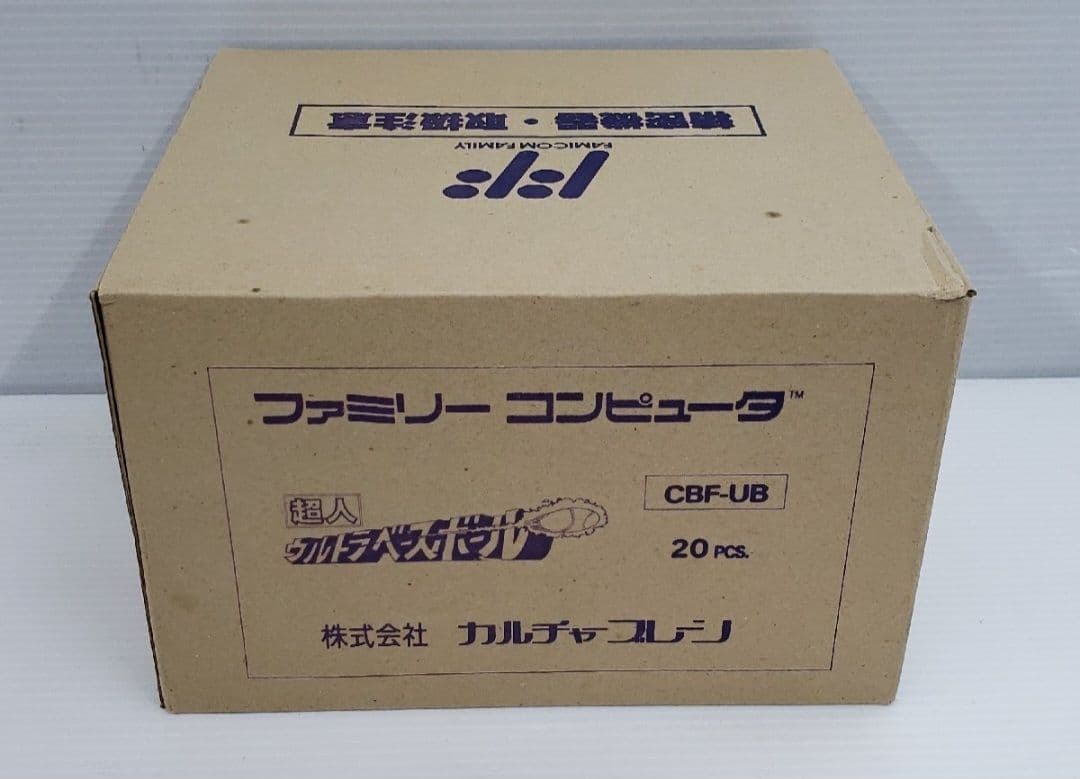 精密機器・取扱注意
FAMICOM FAMILY
ファミリー コンピュータ™
CBF-UB
超人
ウルトラベースボール
20 PCS.
株式会社 カルチャーブレーン